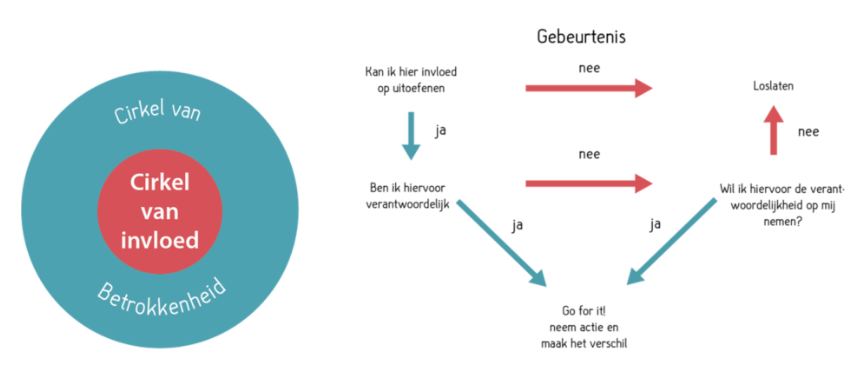 Cirkel van
Cirkel
van
invloed
Betrokkenheid
Gebeurtenis
Kan ik hier invloed
op uitoefenen
nee
Loslaten
ja
nee
nee
Ben ik hiervoor
verantwoordelijk
Wil ik hiervoor de verant-
woordelijkheid op mij
nemen?
ja
ja
Go for it!
neem actie en
maak het verschil